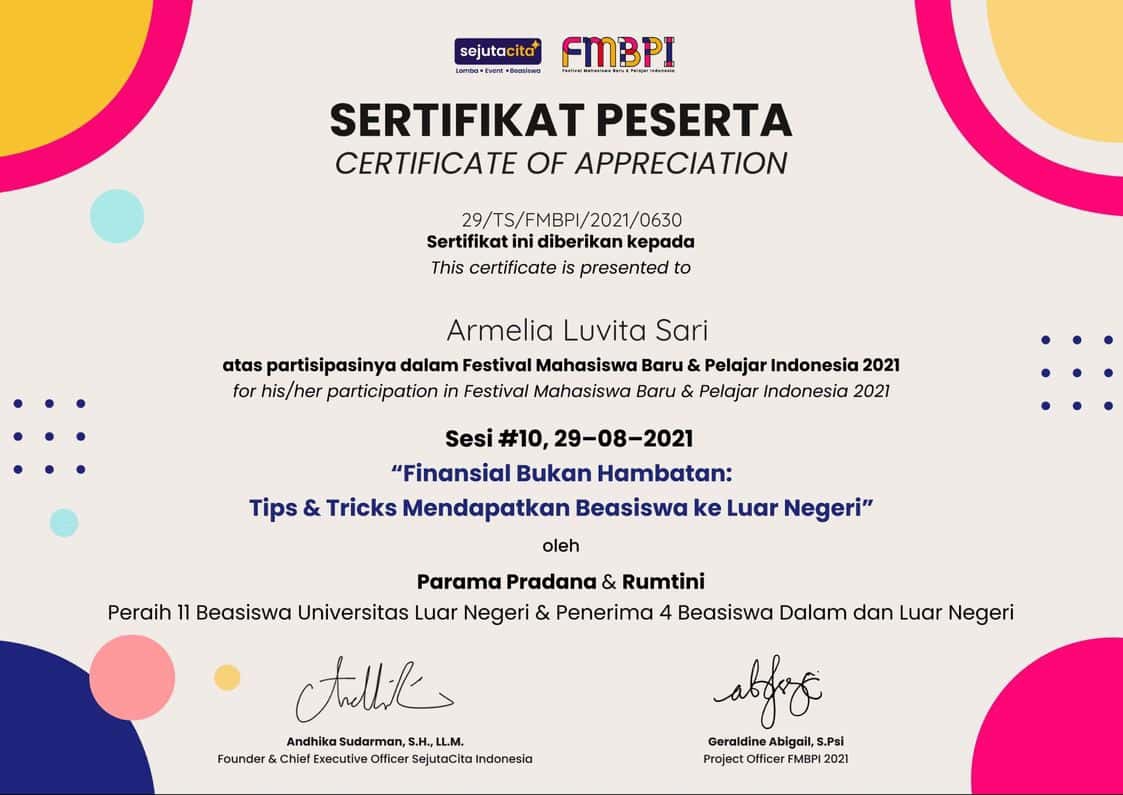 sejutacita
Lomba • Event • Beasiswa
FMBPI
Festival Mahasiswa Baru & Pelajar Indonesia
SERTIFIKAT PESERTA
CERTIFICATE OF APPRECIATION
29/TS/FMBPI/2021/0630
Sertifikat ini diberikan kepada
This certificate is presented to
Armelia Luvita Sari
atas partisipasinya dalam Festival Mahasiswa Baru & Pelajar Indonesia 2021
for his/her participation in Festival Mahasiswa Baru & Pelajar Indonesia 2021
Sesi #10, 29–08–2021
“Finansial Bukan Hambatan:
Tips & Tricks Mendapatkan Beasiswa ke Luar Negeri”
oleh
Parama Pradana & Rumtini
Peraih 11 Beasiswa Universitas Luar Negeri & Penerima 4 Beasiswa Dalam dan Luar Negeri
Andhika Sudarman, S.H., LL.M.
Founder & Chief Executive Officer SejutaCita Indonesia
Geraldine Abigail, S.Psi
Project Officer FMBPI 2021